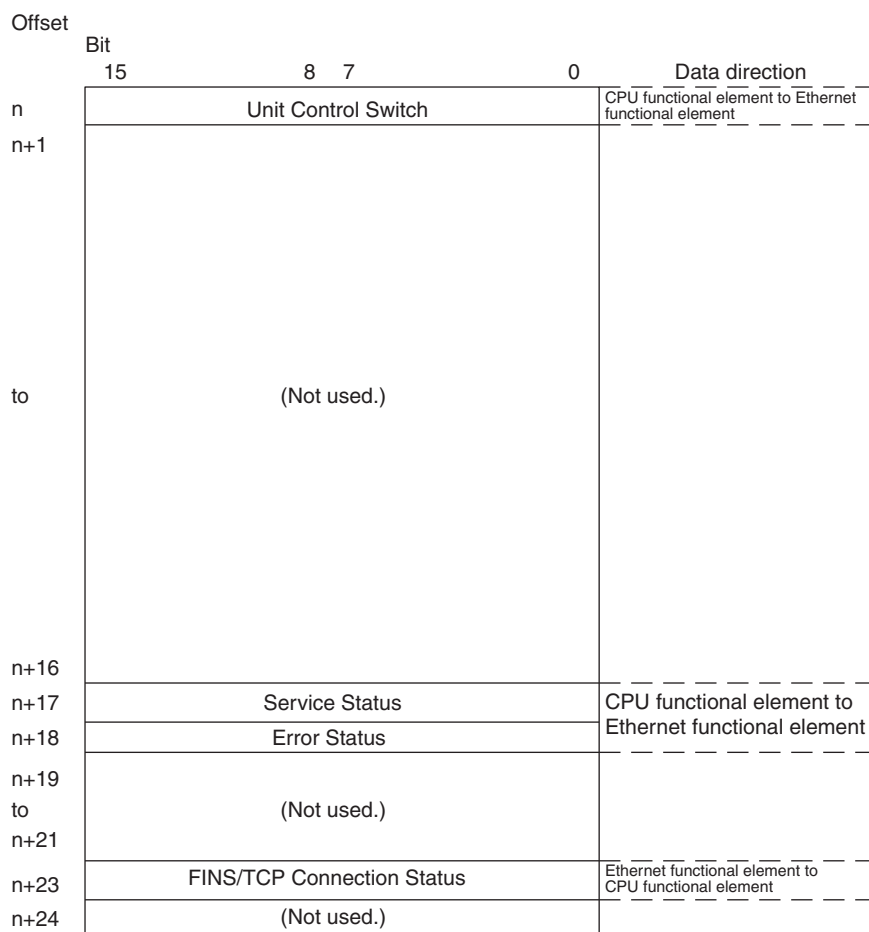 Offset
Bit
15 8 7 0 Data direction
n Unit Control Switch CPU functional element to Ethernet
functional element
n+1
to (Not used.)
n+16
n+17 Service Status CPU functional element to
n+18 Error Status Ethernet functional element
n+19
to (Not used.)
n+21
n+23 FINS/TCP Connection Status Ethernet functional element to
CPU functional element
n+24 (Not used.)